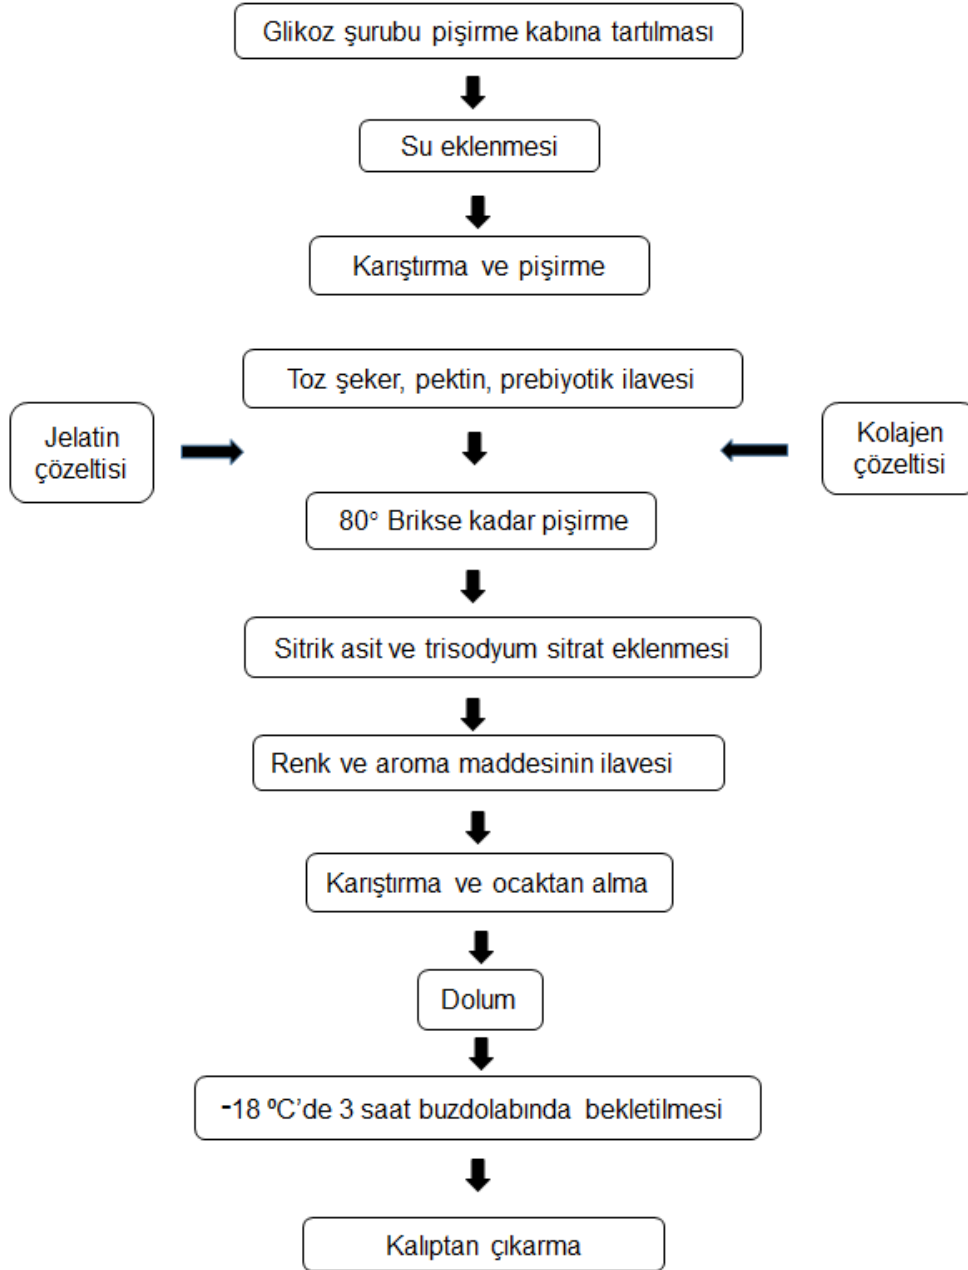 Glikoz şurubu pişirme kabına tartılması
Su eklenmesi
Karıştırma ve pişirme
Toz şeker, pektin, prebiyotik ilavesi
Jelatin
çözeltisi
Kolajen
çözeltisi
80° Brikse kadar pişirme
Sitrik asit ve trisodyum sitrat eklenmesi
Renk ve aroma maddesinin ilavesi
Karıştırma ve ocaktan alma
Dolum
-18 ºC’de 3 saat buzdolabında bekletilmesi
Kalıptan çıkarma